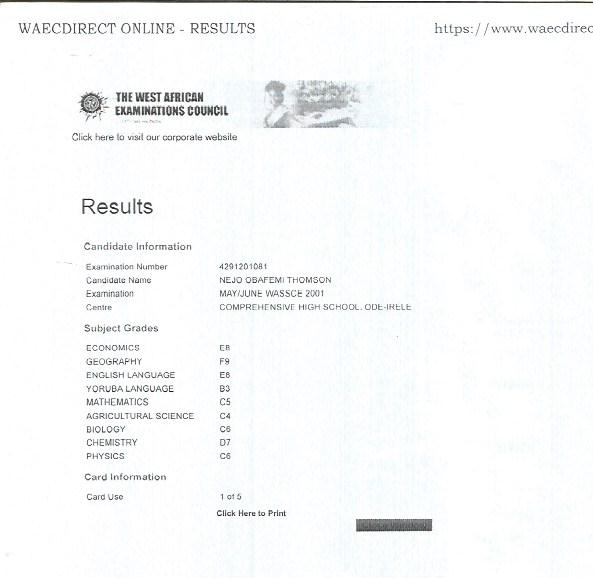 WAECDIRECT ONLINE - RESULTS https://www.waecdirec
THE WEST AFRICAN
EXAMINATIONS COUNCIL
Click here to visit our corporate website
Results
Candidate Information
Examination Number 4291201081
Candidate Name NEJO OBAFEMI THOMSON
Examination MAY/JUNE WASSCE 2001
Centre COMPREHENSIVE HIGH SCHOOL, ODE-IRELE
Subject Grades
ECONOMICS E8
GEOGRAPHY F9
ENGLISH LANGUAGE E8
YORUBA LANGUAGE B3
MATHEMATICS C5
AGRICULTURAL SCIENCE C4
BIOLOGY C6
CHEMISTRY D7
PHYSICS C6
Card Information
Card Use 1 of 5
Click Here to Print
Close Window